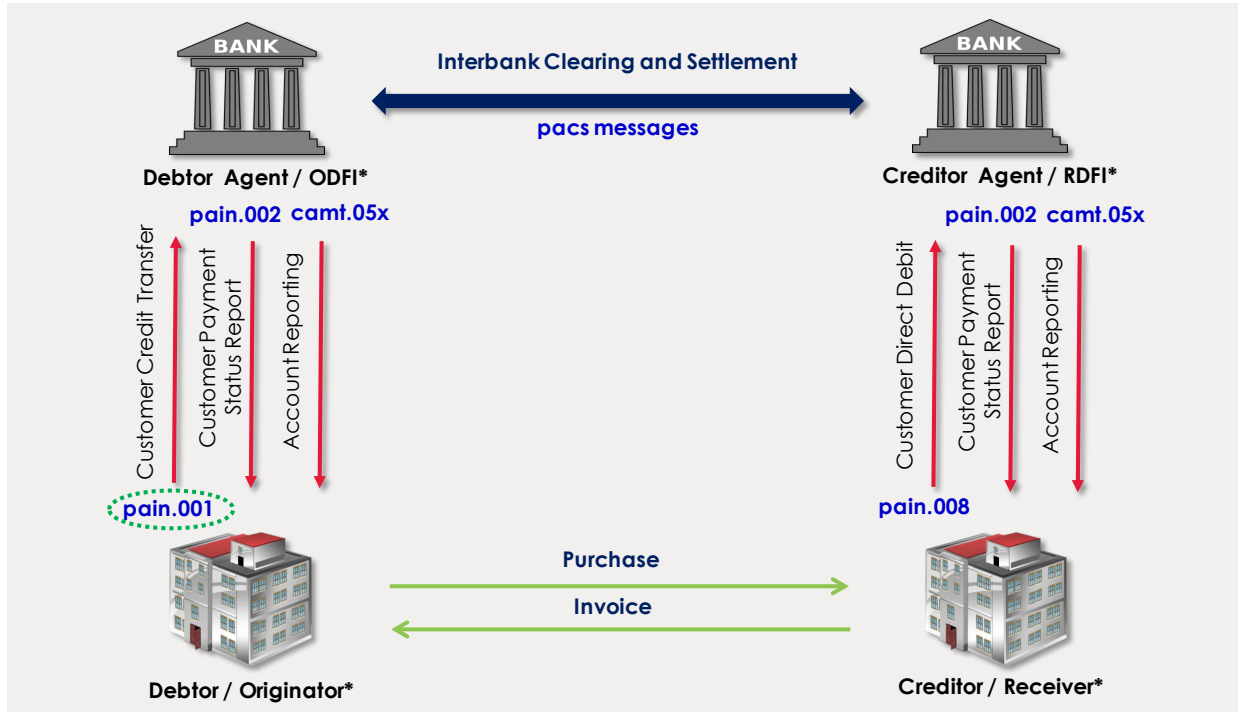 BANK
BANK
Interbank Clearing and Settlement
pacs messages
Debtor Agent / ODFI*
Creditor Agent / RDFI*
pain.002 camt.05x
pain.002 camt.05x
Customer Credit Transfer
Customer Payment
Status Report
Account Reporting
Customer Direct Debit
Customer Payment
Status Report
Account Reporting
pain.001
pain.008
Purchase
Invoice
Debtor / Originator*
Creditor / Receiver*